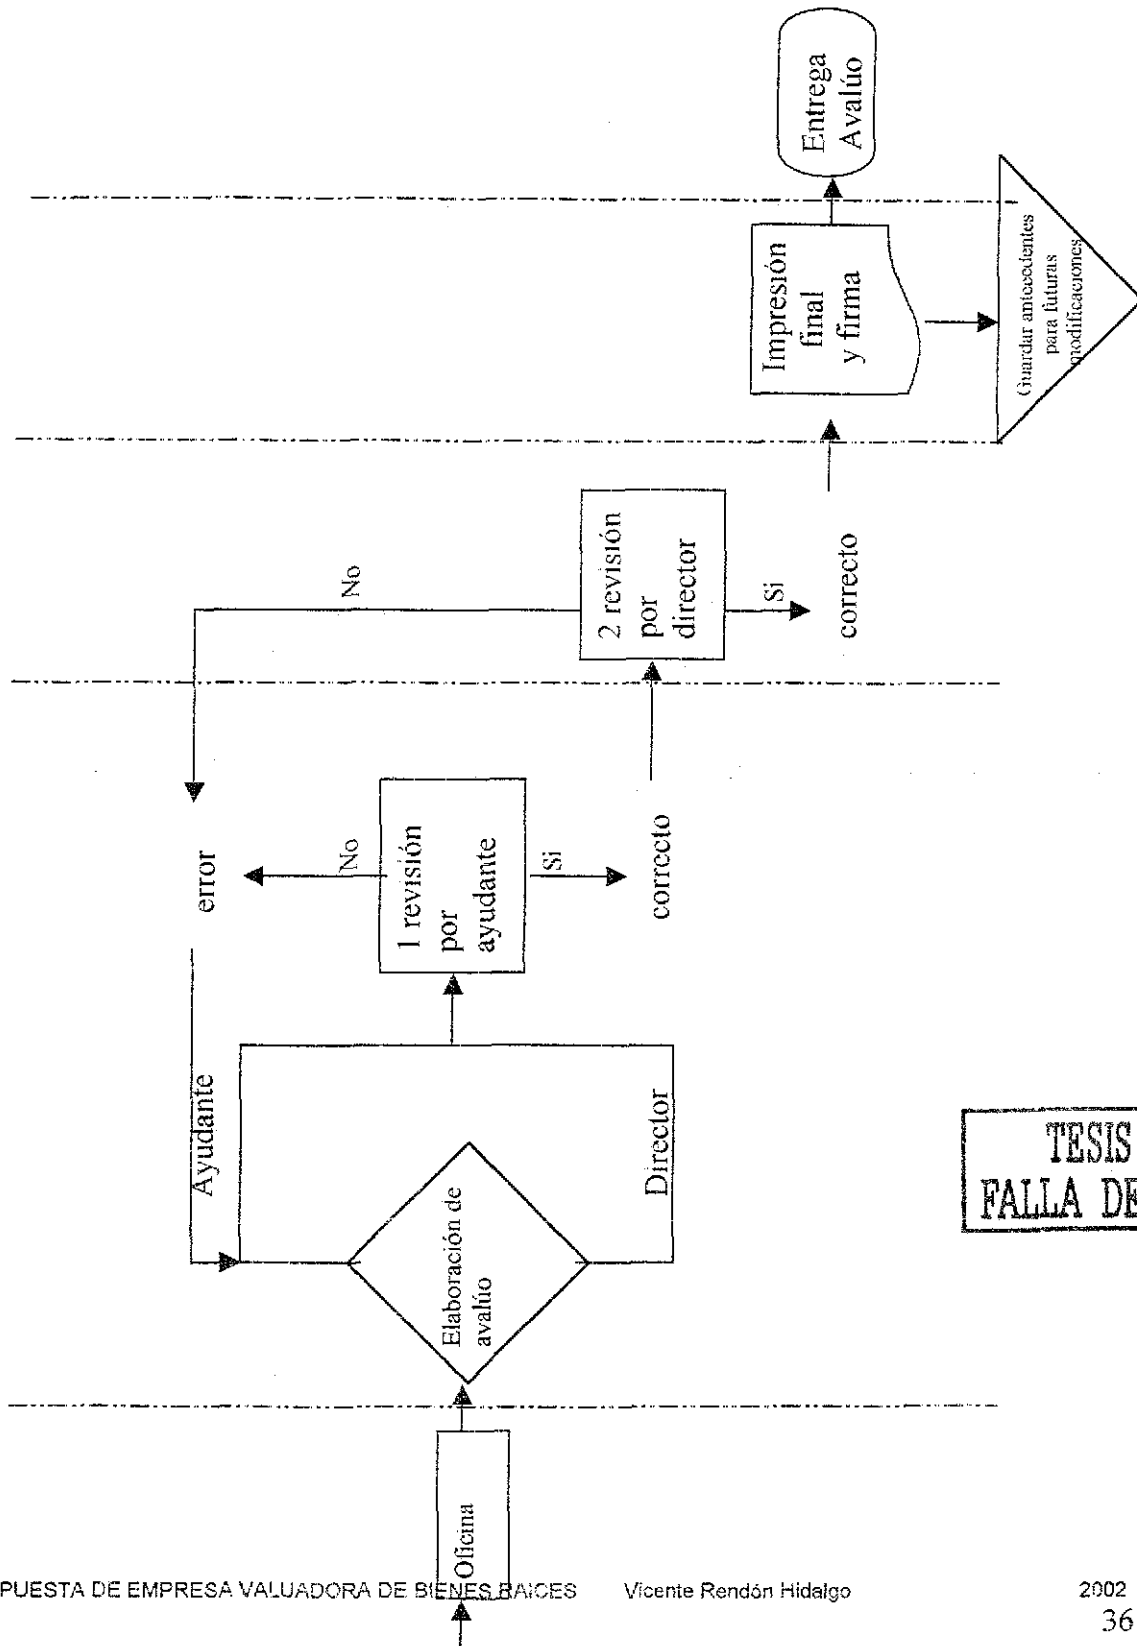 Oficina
Elaboración de
avalúo
Ayudante
Director
error
No
1 revisión
por
ayudante
Si
correcto
No
2 revisión
por
director
Si
correcto
Impresión
final
y firma
Entrega
Avalúo
Guardar antecedentes
para futuras
modificaciones
TESIS
FALLA DE
PUESTA DE EMPRESA VALUADORA DE BIENES RAICES Vicente Rendón Hidalgo 2002
36